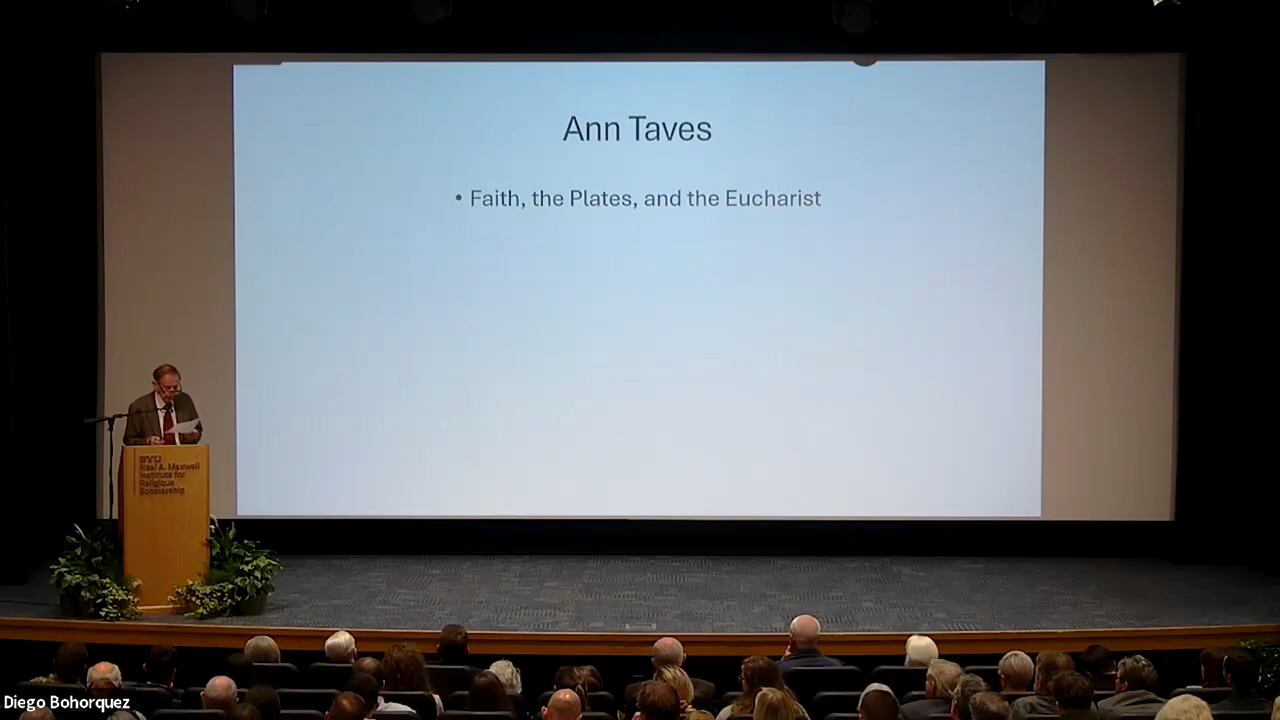 Ann Taves
• Faith, the Plates, and the Eucharist
BYU
Neal A. Maxwell
Institute for
Religious
Scholarship
Diego Bohorquez